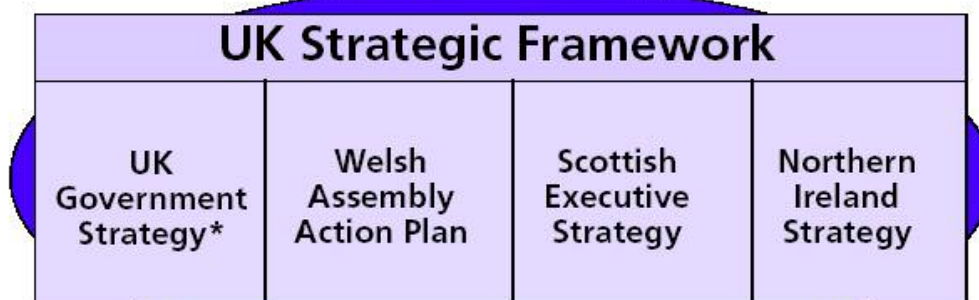 UK Strategic Framework
UK
Government
Strategy*
Welsh
Assembly
Action Plan
Scottish
Executive
Strategy
Northern
Ireland
Strategy